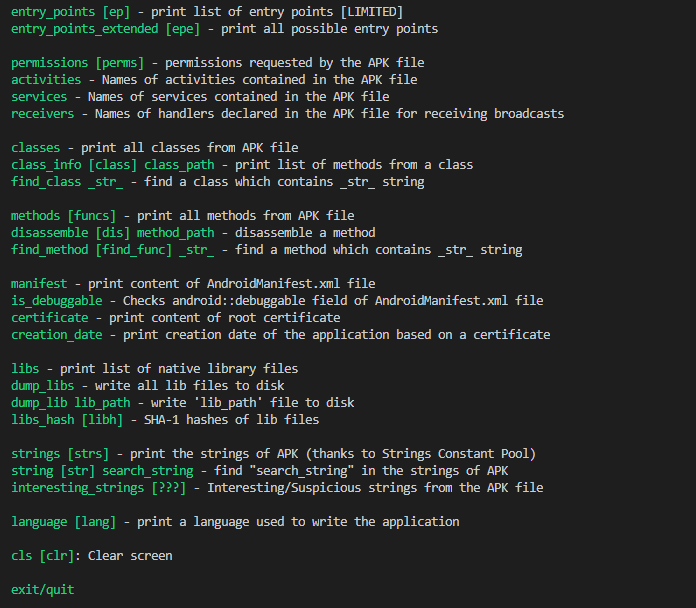 entry_points [ep] - print list of entry points [LIMITED]
entry_points_extended [epe] - print all possible entry points
permissions [perms] - permissions requested by the APK file
activities - Names of activities contained in the APK file
services - Names of services contained in the APK file
receivers - Names of handlers declared in the APK file for receiving broadcasts
classes - print all classes from APK file
class_info [class] class_path - print list of methods from a class
find_class _str_ - find a class which contains _str_ string
methods [funcs] - print all methods from APK file
disassemble [dis] method_path - disassemble a method
find_method [find_func] _str_ - find a method which contains _str_ string
manifest - print content of AndroidManifest.xml file
is_debuggable - Checks android::debuggable field of AndroidManifest.xml file
certificate - print content of root certificate
creation_date - print creation date of the application based on a certificate
libs - print list of native library files
dump_libs - write all lib files to disk
dump_lib lib_path - write 'lib_path' file to disk
libs_hash [libh] - SHA-1 hashes of lib files
strings [strs] - print the strings of APK (thanks to Strings Constant Pool)
string [str] search_string - find "search_string" in the strings of APK
interesting_strings [???] - Interesting/Suspicious strings from the APK file
language [lang] - print a language used to write the application
cls [clr]: Clear screen
exit/quit